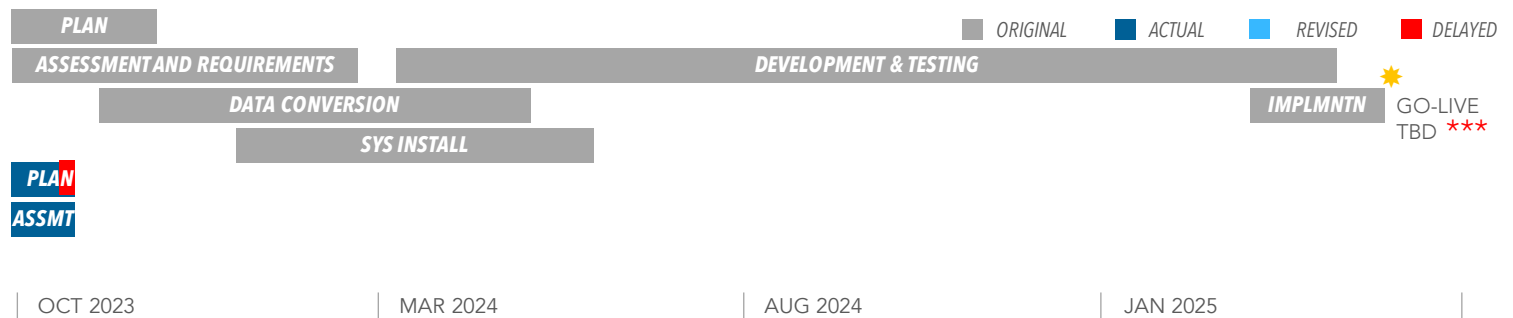 PLAN
ORIGINAL ACTUAL REVISED DELAYED
ASSESSMENT AND REQUIREMENTS DEVELOPMENT & TESTING
DATA CONVERSION IMPLMNTN GO-LIVE
TBD ***
SYS INSTALL
PLAN
ASSMT
OCT 2023 MAR 2024 AUG 2024 JAN 2025